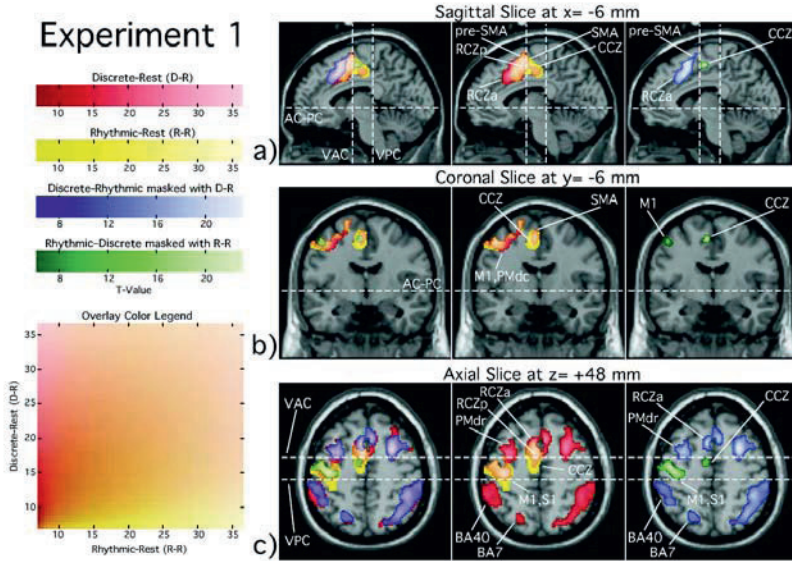 Experiment 1
Discrete-Rest (D-R)
10 15 20 25 30 35
Rhythmic-Rest (R-R)
10 15 20 25 30 35
Discrete-Rhythmic masked with D-R
8 12 16 20
Rhythmic-Discrete masked with R-R
8 12 16 20
T-Value
Overlay Color Legend
35
30
25
20
15
10
Discrete-Rest (D-R)
10 15 20 25 30 35
Rhythmic-Rest (R-R)
Sagittal Slice at x= -6 mm
pre-SMA SMA pre-SMA CCZ
RCZp CCZ
RCZa RCZa
AC-PC
a) VAC VPC
Coronal Slice at y= -6 mm
CCZ SMA M1 CCZ
M1,PMdc
AC-PC
b)
Axial Slice at z= +48 mm
VAC RCZa RCZa CCZ
RCZp PMdr
PMdr
CCZ
M1,S1 M1,S1
VPC BA40 BA40
BA7 BA7
c)